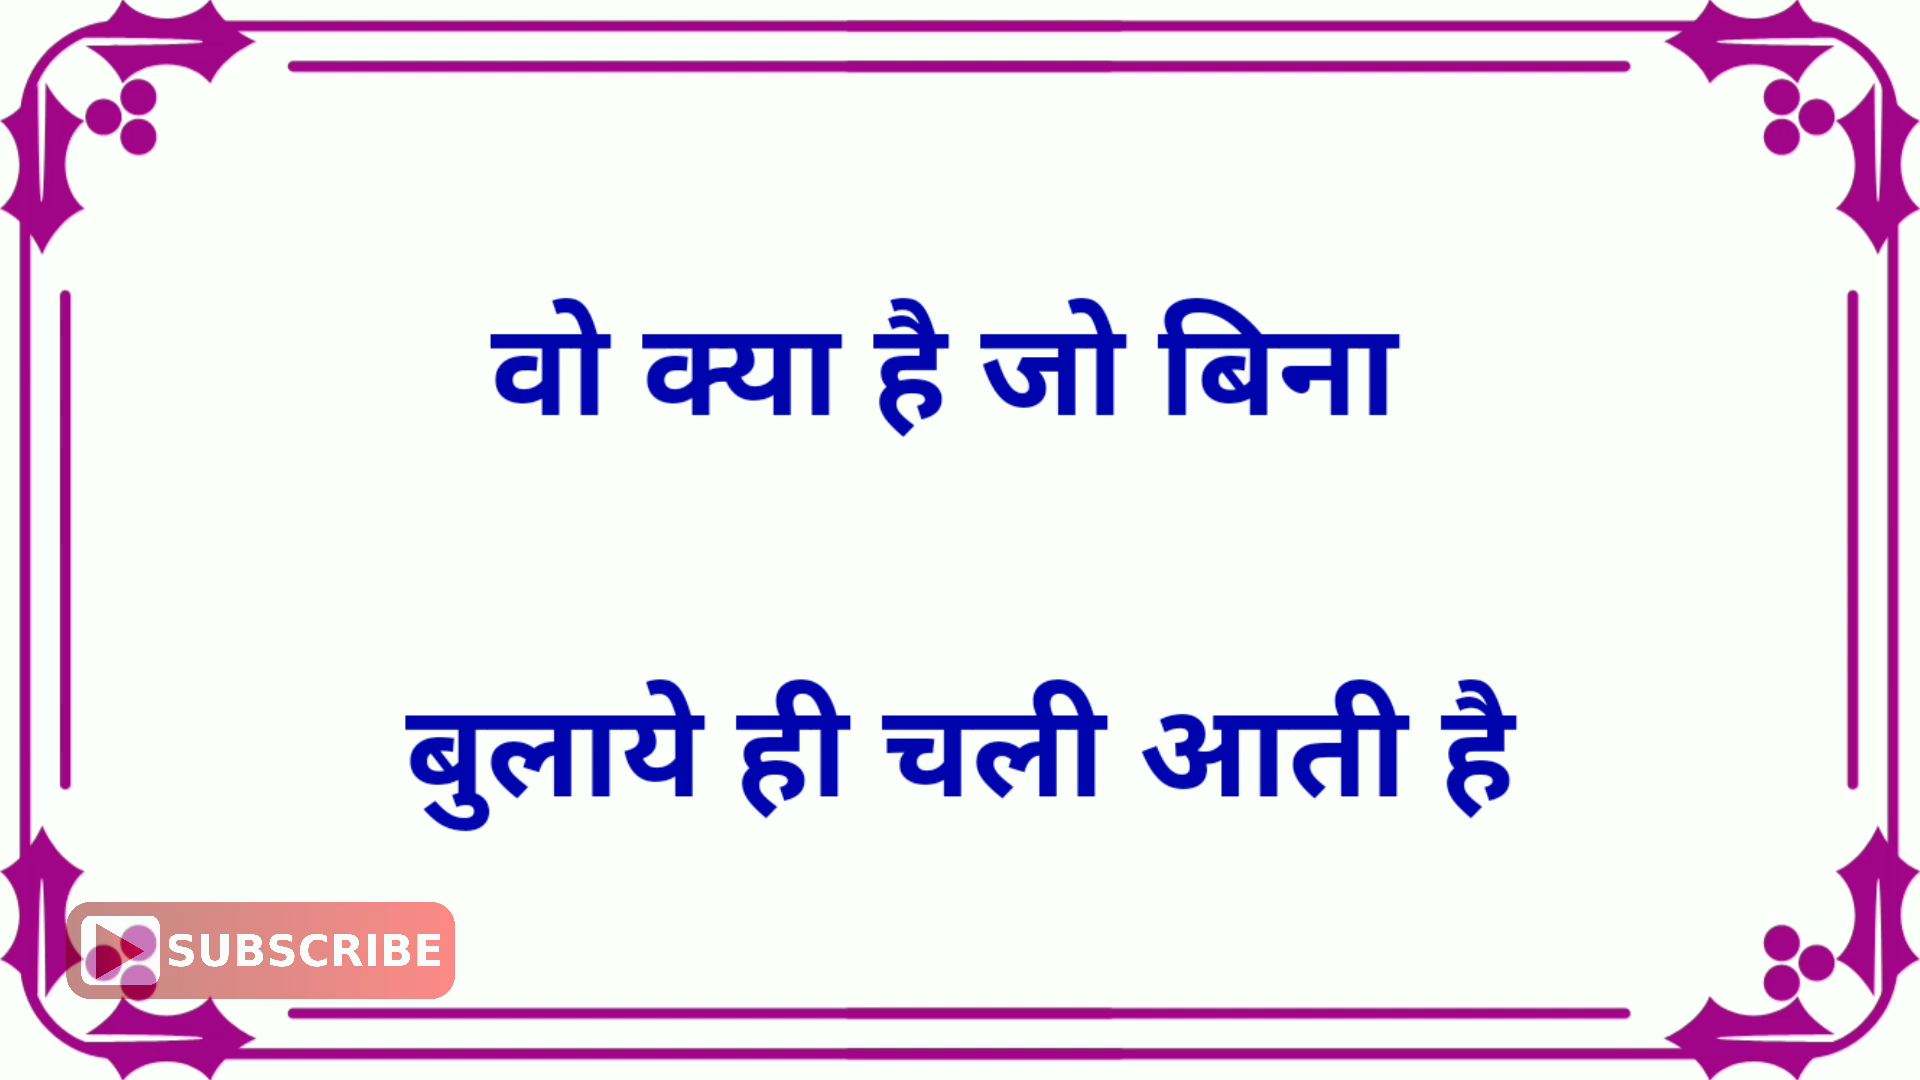 वो क्या है जो बिना
बुलाये ही चली आती है
SUBSCRIBE